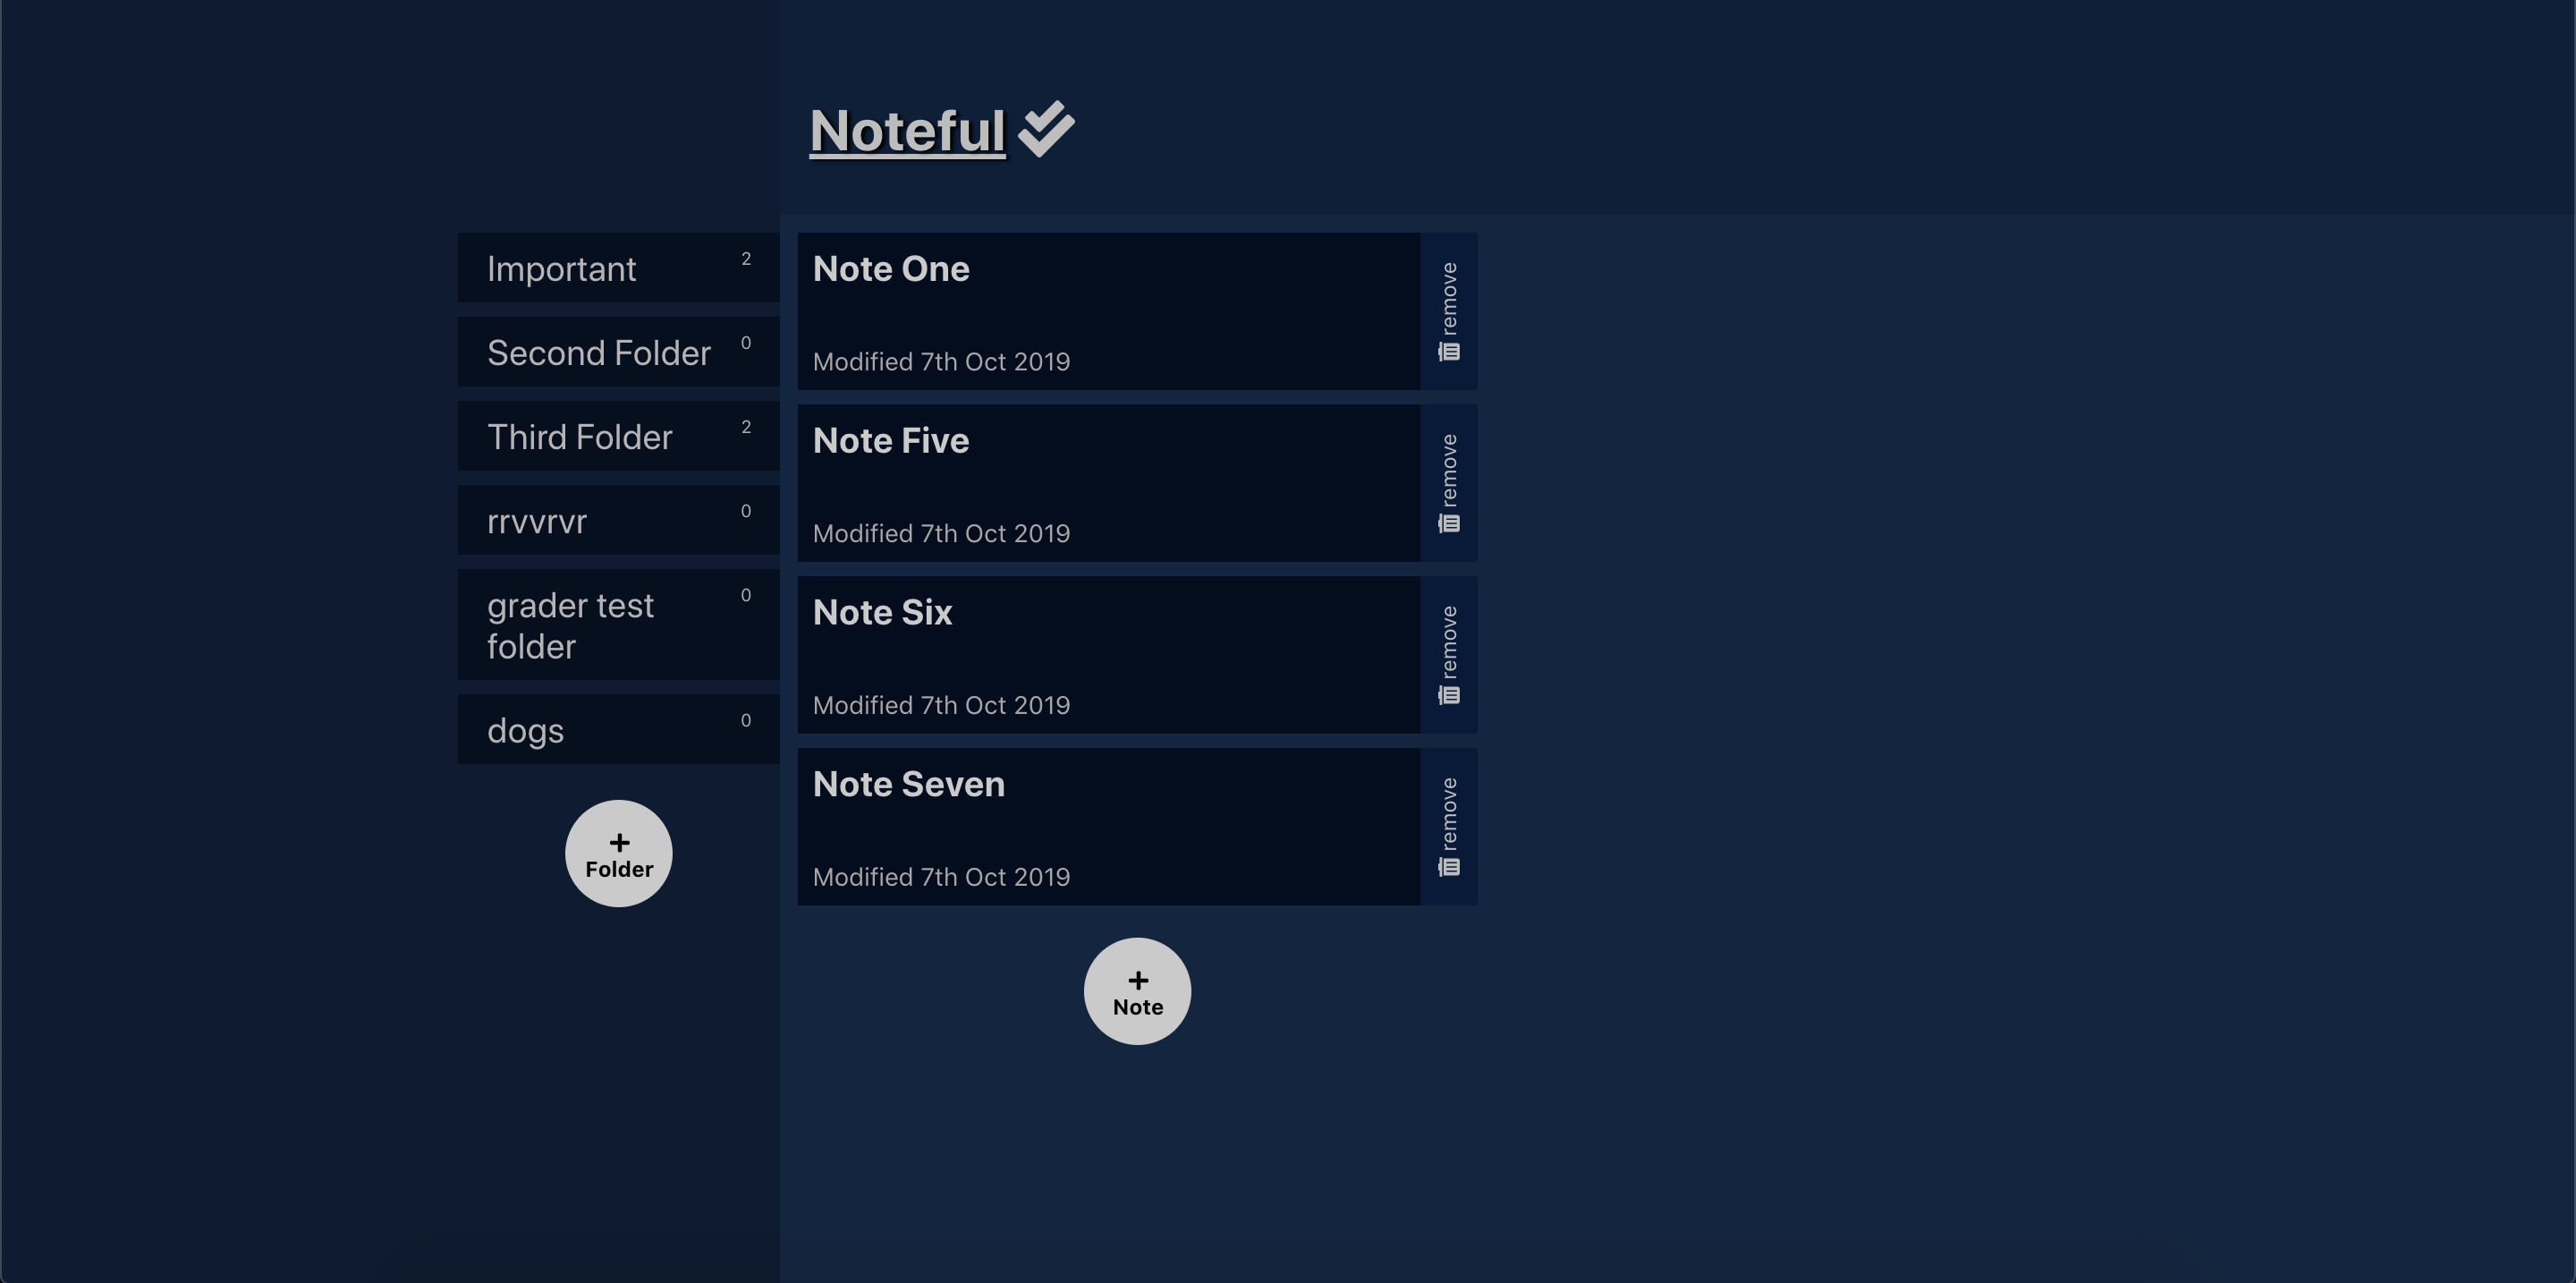 Noteful
Important 2
Second Folder 0
Third Folder 2
rrvvrvr 0
grader test 0
folder
dogs 0
+
Folder
Note One
Modified 7th Oct 2019
remove
Note Five
Modified 7th Oct 2019
remove
Note Six
Modified 7th Oct 2019
remove
Note Seven
Modified 7th Oct 2019
remove
+
Note